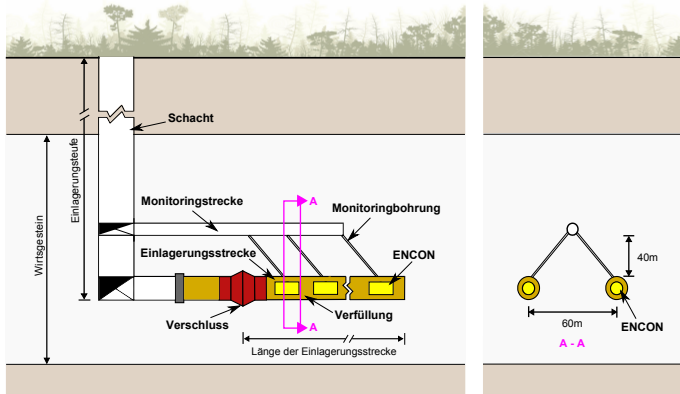 Schacht
Einlagerungsteufe
Wirtsgestein
Monitoringstrecke
A
Monitoringbohrung
Einlagerungsstrecke
ENCON
Verfüllung
Verschluss
A
Länge der Einlagerungsstrecke
40m
60m
ENCON
A - A